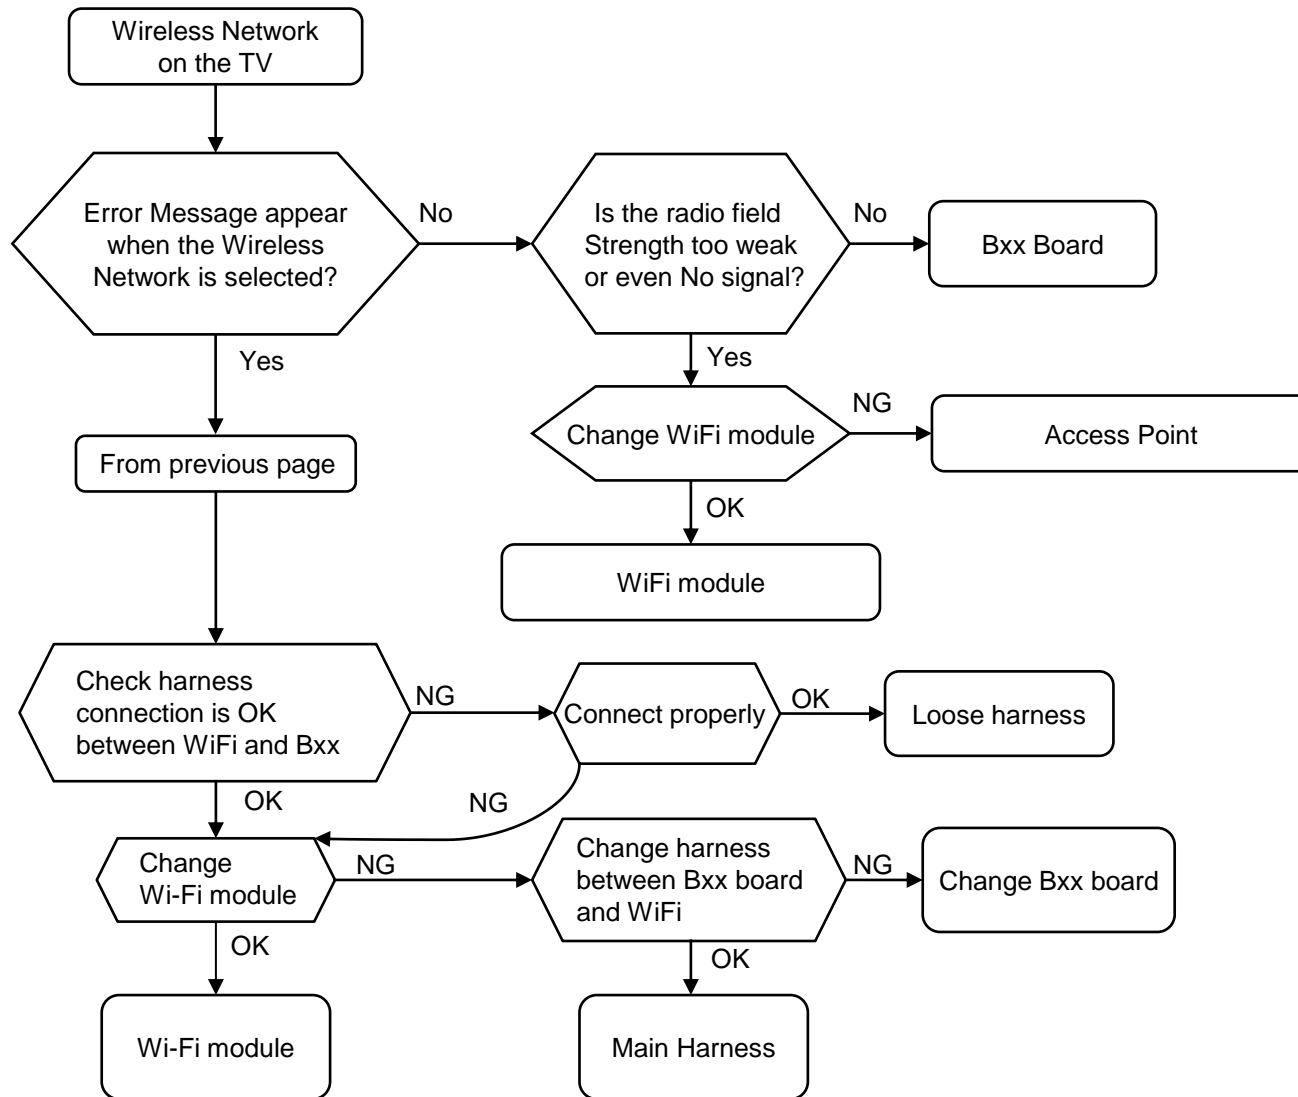 Wireless Network
on the TV
Error Message appear
when the Wireless
Network is selected?
No
Is the radio field
Strength too weak
or even No signal?
No
Bxx Board
Yes
Yes
Change WiFi module
NG
Access Point
From previous page
OK
WiFi module
Check harness
connection is OK
between WiFi and Bxx
NG
Connect properly
OK
Loose harness
OK
NG
Change
Wi-Fi module
NG
Change harness
between Bxx board
and WiFi
NG
Change Bxx board
OK
OK
Wi-Fi module
Main Harness